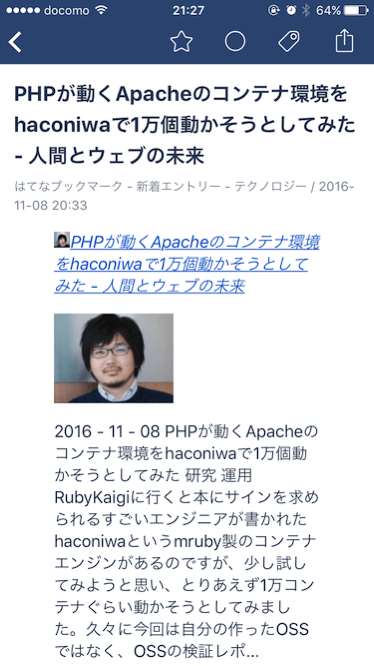 docomo 21:27 64%
PHPが動くApacheのコンテナ環境を
haconiwaで1万個動かそうとしてみた
- 人間とウェブの未来
はてなブックマーク - 新着エントリー - テクノロジー / 2016-
11-08 20:33
PHPが動くApacheのコンテナ環境
をhaconiwaで1万個動かそうとして
みた - 人間とウェブの未来
2016 - 11 - 08 PHPが動くApacheの
コンテナ環境をhaconiwaで1万個動
かそうとしてみた 研究 運用
RubyKaigiに行くと本にサインを求め
られるすごいエンジニアが書かれた
haconiwaというmruby製のコンテナ
エンジンがあるのですが、少し試し
てみようと思い、とりあえず1万コン
テナぐらい動かそうとしてみまし
た。久々に今回は自分の作ったOSS
ではなく、OSSの検証レポ...